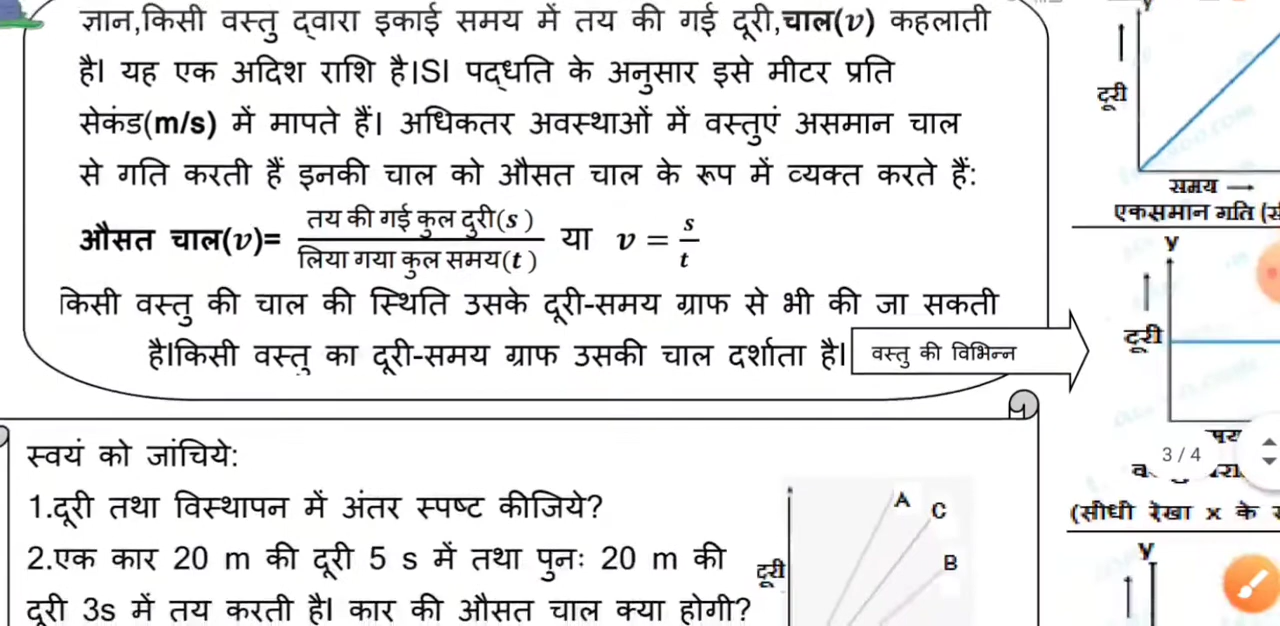 ज्ञान,किसी वस्तु द्वारा इकाई समय में तय की गई दूरी,चाल(v) कहलाती
है। यह एक अदिश राशि है।SI पद्धति के अनुसार इसे मीटर प्रति
सेकंड(m/s) में मापते हैं। अधिकतर अवस्थाओं में वस्तुएं असमान चाल
से गति करती हैं इनकी चाल को औसत चाल के रूप में व्यक्त करते हैं:
औसत चाल(v)= तय की गई कुल दुरी(s) / लिया गया कुल समय(t) या v = s/t
किसी वस्तु की चाल की स्थिति उसके दूरी-समय ग्राफ से भी की जा सकती
है।किसी वस्तु का दूरी-समय ग्राफ उसकी चाल दर्शाता है।
वस्तु की विभिन्न
स्वयं को जांचिये:
1.दूरी तथा विस्थापन में अंतर स्पष्ट कीजिये?
2.एक कार 20 m की दूरी 5 s में तथा पुनः 20 m की
दूरी 3s में तय करती है। कार की औसत चाल क्या होगी?
A
C
B
दूरी
y
दूरी
समय
एकसमान गति
y
दूरी
3 / 4
(सीधी रेखा x के
y